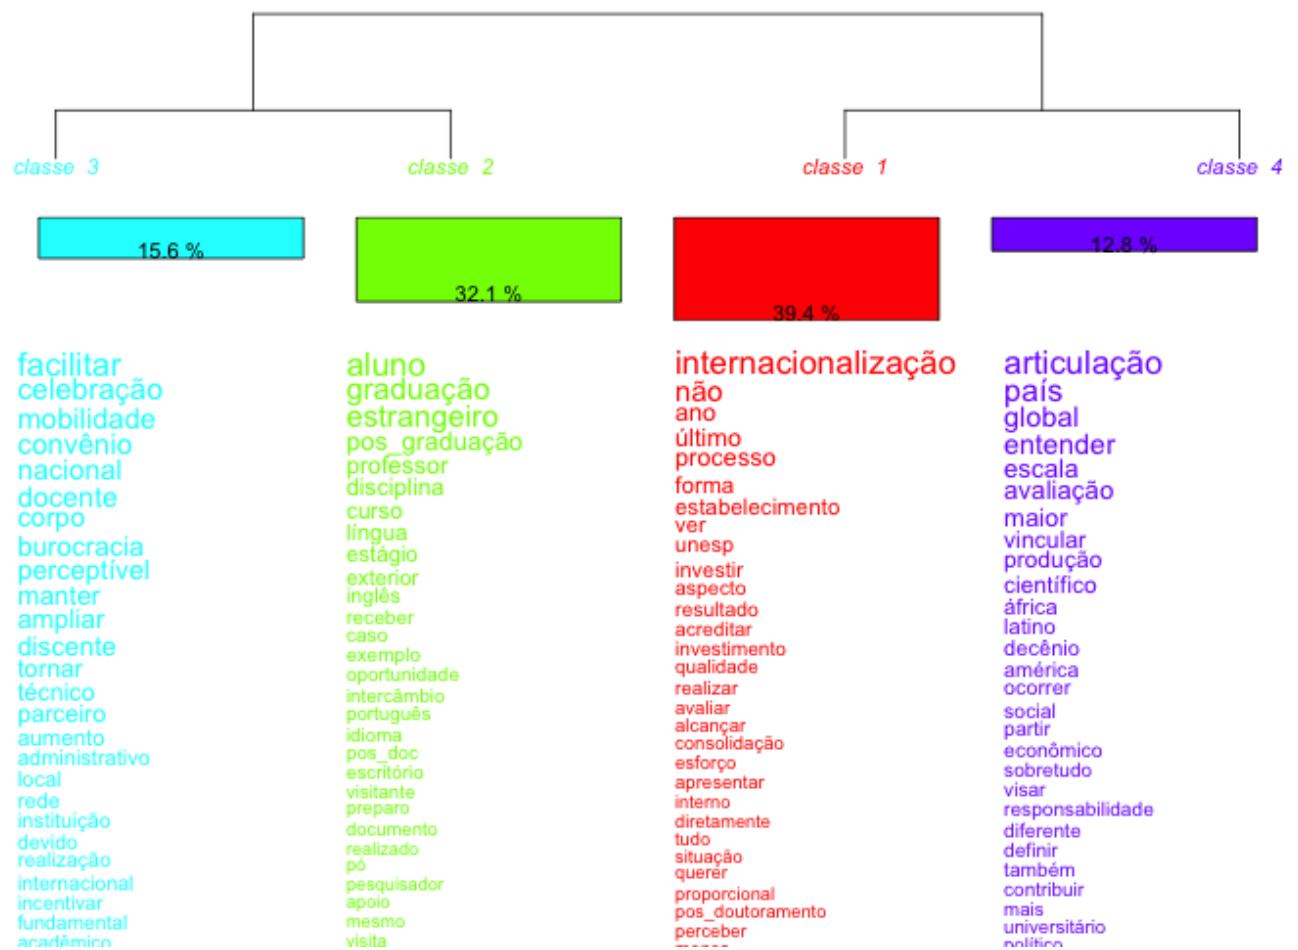 classe 3
classe 2
classe 1
classe 4
15.6 %
32.1 %
39.4 %
12.8 %
facilitar
celebração
mobilidade
convênio
nacional
docente
corpo
burocracia
perceptível
manter
ampliar
discente
tornar
técnico
parceiro
aumento
administrativo
local
rede
instituição
devido
realização
internacional
incentivar
fundamental
acadêmico
aluno
graduação
estrangeiro
pos_graduação
professor
disciplina
curso
língua
estágio
exterior
inglês
receber
caso
exemplo
oportunidade
intercâmbio
português
idioma
pos_doc
escritório
visitante
preparo
documento
realizado
pó
pesquisador
apoio
mesmo
visita
internacionalização
não
ano
último
processo
forma
estabelecimento
ver
unesp
investir
aspecto
resultado
acreditar
investimento
qualidade
realizar
avaliar
alcançar
consolidação
esforço
apresentar
interno
diretamente
tudo
situação
querer
proporcional
pos_doutoramento
perceber
articulação
país
global
entender
escala
avaliação
maior
vincular
produção
científico
áfrica
latino
decênio
américa
ocorrer
social
partir
econômico
sobretudo
visar
responsabilidade
diferente
definir
também
contribuir
mais
universitário
político